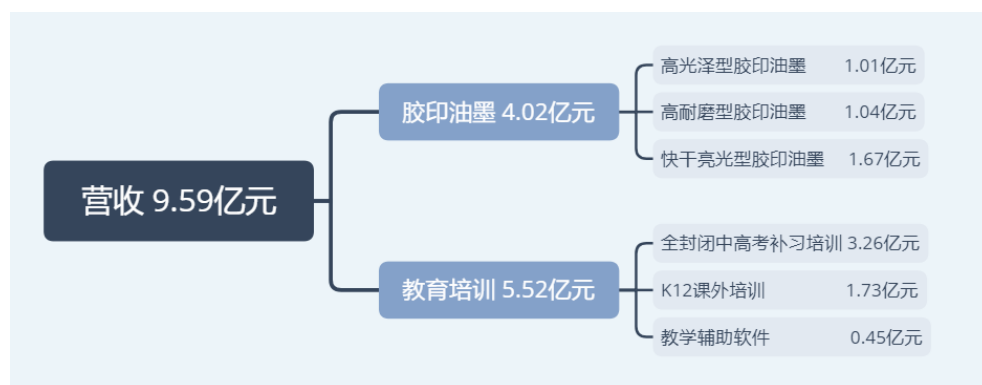 营收 9.59亿元
胶印油墨 4.02亿元
高光泽型胶印油墨 1.01亿元
高耐磨型胶印油墨 1.04亿元
快干亮光型胶印油墨 1.67亿元
教育培训 5.52亿元
全封闭中高考补习培训 3.26亿元
K12课外培训 1.73亿元
教学辅助软件 0.45亿元